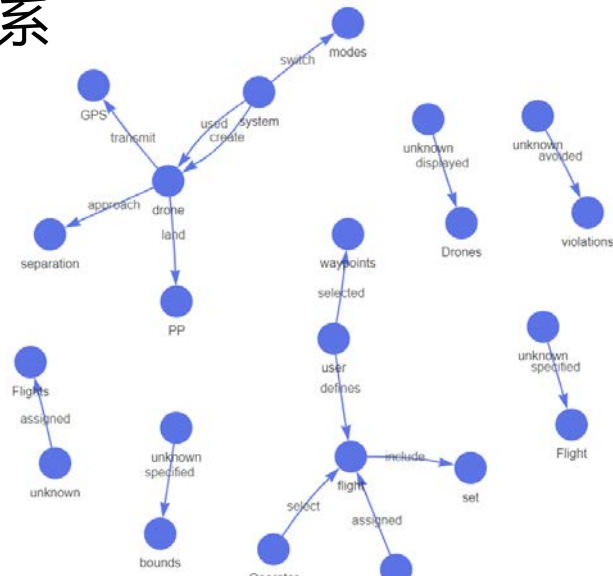 系
modes
switch
GPS
system
used
create
transmit
unknown
displayed
unknown
avoided
approach
drone
land
separation
Drones
violations
waypoints
selected
PP
user
defines
unknown
specified
Flights
assigned
unknown
unknown
specified
include
flight
set
Flight
select
assigned
bounds
Operator